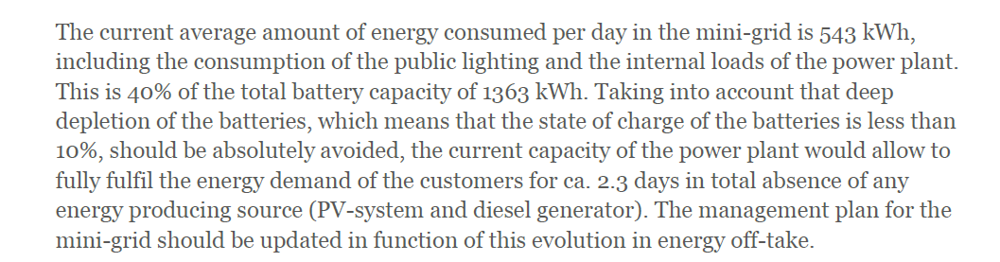 The current average amount of energy consumed per day in the mini-grid is 543 kWh,
including the consumption of the public lighting and the internal loads of the power plant.
This is 40% of the total battery capacity of 1363 kWh. Taking into account that deep
depletion of the batteries, which means that the state of charge of the batteries is less than
10%, should be absolutely avoided, the current capacity of the power plant would allow to
fully fulfil the energy demand of the customers for ca. 2.3 days in total absence of any
energy producing source (PV-system and diesel generator). The management plan for the
mini-grid should be updated in function of this evolution in energy off-take.